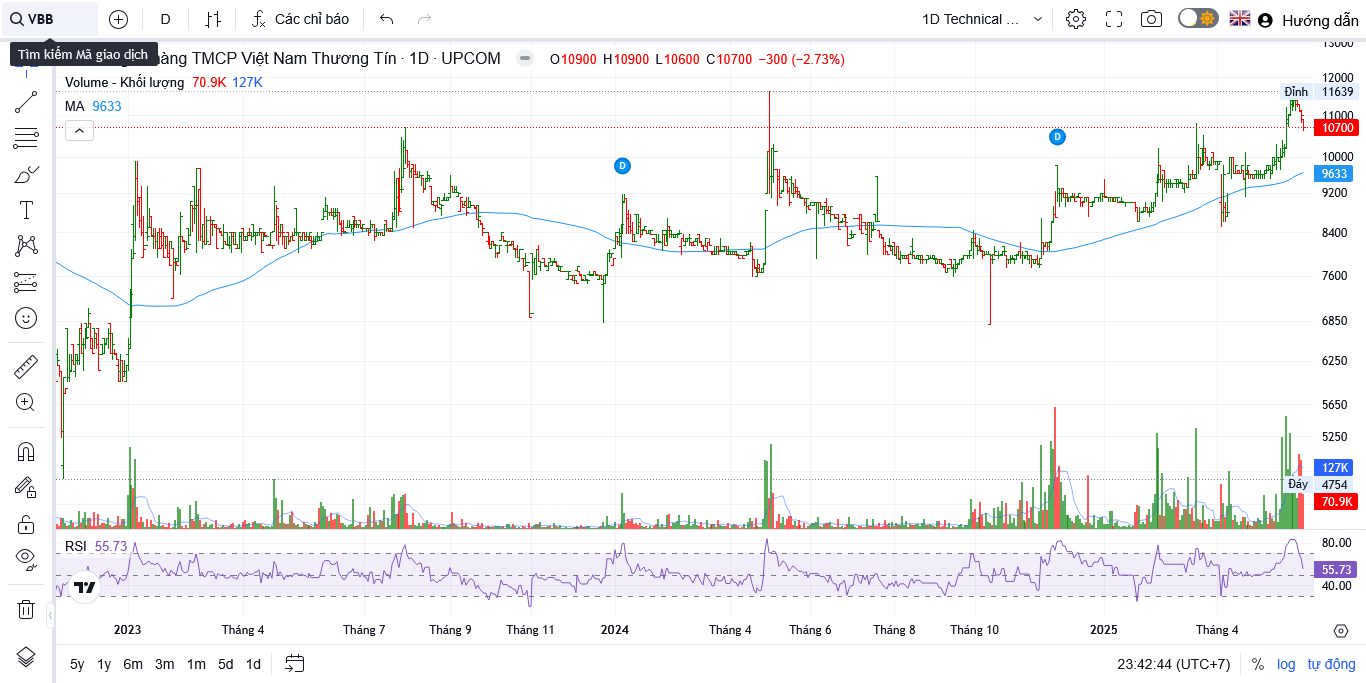 VBB D Các chỉ báo 1D Technical ... Hướng dẫn
Tìm kiếm Mã giao dịch
hàng TMCP Việt Nam Thương Tín · 1D · UPCOM O10900 H10900 L10600 C10700 −300 (−2.73%)
Volume - Khối lượng 70.9K 127K
MA 9633
13000
12000
Đỉnh 11639
11000
10700
10000
9633
9200
8400
7600
6850
6250
5650
5250
127K
Đáy 4754
70.9K
D
D
RSI 55.73
80.00
55.73
40.00
2023 Tháng 4 Tháng 7 Tháng 9 Tháng 11 2024 Tháng 4 Tháng 6 Tháng 8 Tháng 10 2025 Tháng 4
5y 1y 6m 3m 1m 5d 1d 23:42:44 (UTC+7) % log tự động